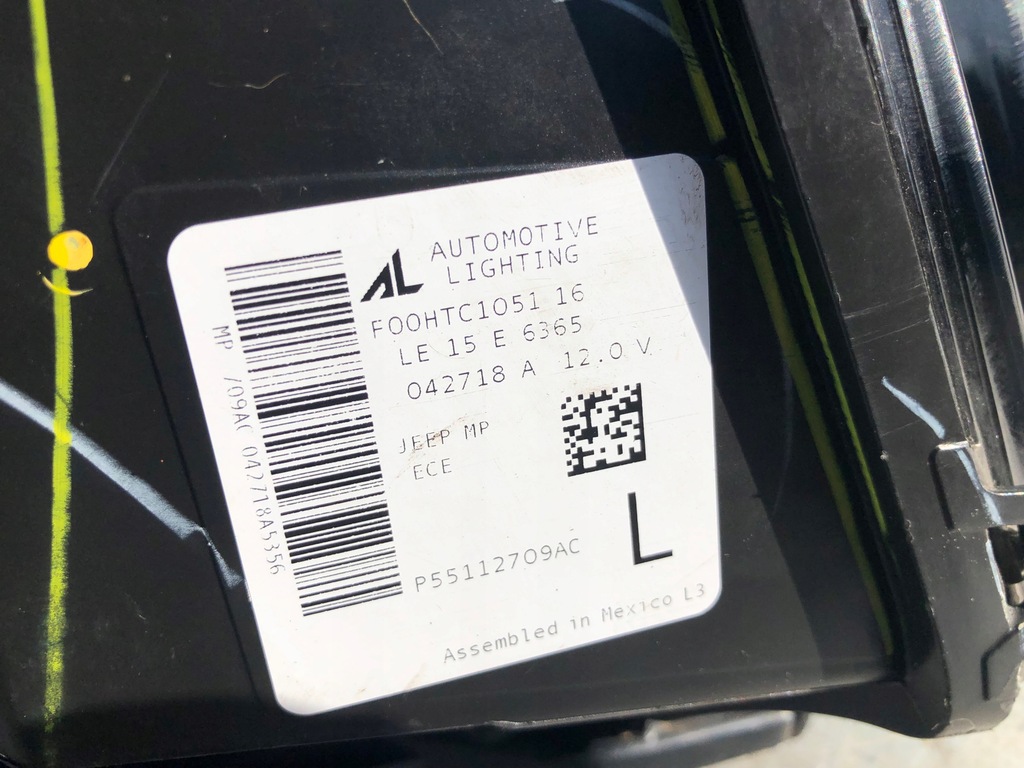 AL AUTOMOTIVE
LIGHTING
F00HTC1051 16
LE 15 E 6365
042718 A 12.0 V
JEEP MP
ECE
L
P55112709AC
Assembled in Mexico L3
MP 709AC 042718A5356